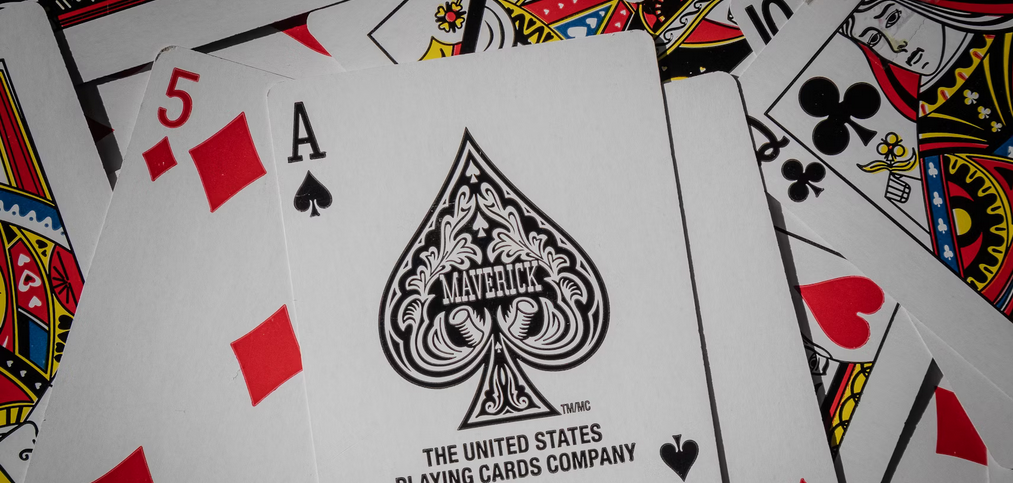 5
A
10
MAVERICK
TM/MC
THE UNITED STATES
PLAYING CARDS COMPANY